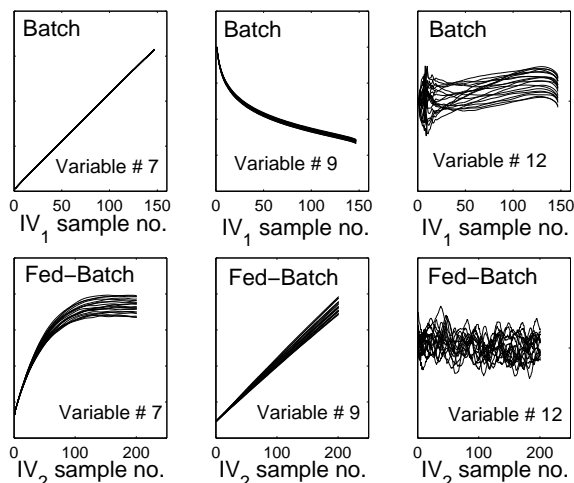 Batch
Batch
Batch
Variable # 7
Variable # 9
Variable # 12
0 50 100 150
0 50 100 150
0 50 100 150
IV1 sample no.
IV1 sample no.
IV1 sample no.
Fed−Batch
Fed−Batch
Fed−Batch
Variable # 7
Variable # 9
Variable # 12
0 100 200
0 100 200
0 100 200
IV2 sample no.
IV2 sample no.
IV2 sample no.